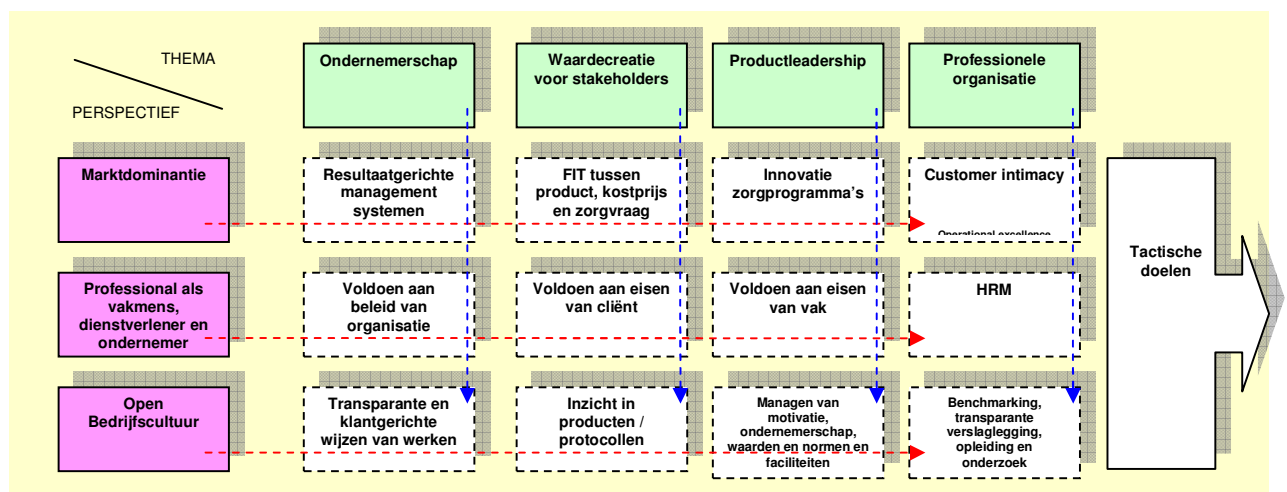 THEMA
PERSPECTIEF
Ondernemerschap
Waardecreatie
voor stakeholders
Productleadership
Professionele
organisatie
Marktdominantie
Resultaatgerichte
management
systemen
FIT tussen
product, kostprijs
en zorgvraag
Innovatie
zorgprogramma's
Customer intimacy
Operational excellence
Tactische
doelen
Professional als
vakmens,
dienstverlener en
ondernemer
Voldoen aan
beleid van
organisatie
Voldoen aan eisen
van cliënt
Voldoen aan eisen
van vak
HRM
Open
Bedrijfscultuur
Transparante en
klantgerichte
wijzen van werken
Inzicht in
producten /
protocollen
Managen van
motivatie,
ondernemerschap,
waarden en normen en
faciliteiten
Benchmarking,
transparante
verslaglegging,
opleiding en
onderzoek